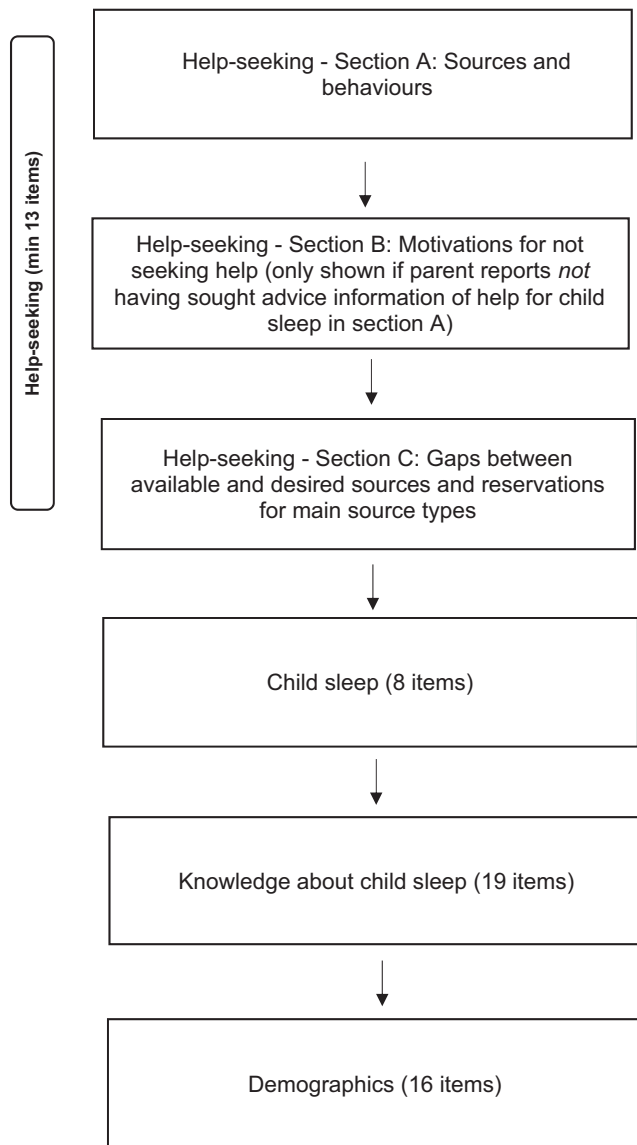 Help-seeking (min 13 items)
Help-seeking - Section A: Sources and
behaviours
Help-seeking - Section B: Motivations for not
seeking help (only shown if parent reports not
having sought advice information of help for child
sleep in section A)
Help-seeking - Section C: Gaps between
available and desired sources and reservations
for main source types
Child sleep (8 items)
Knowledge about child sleep (19 items)
Demographics (16 items)